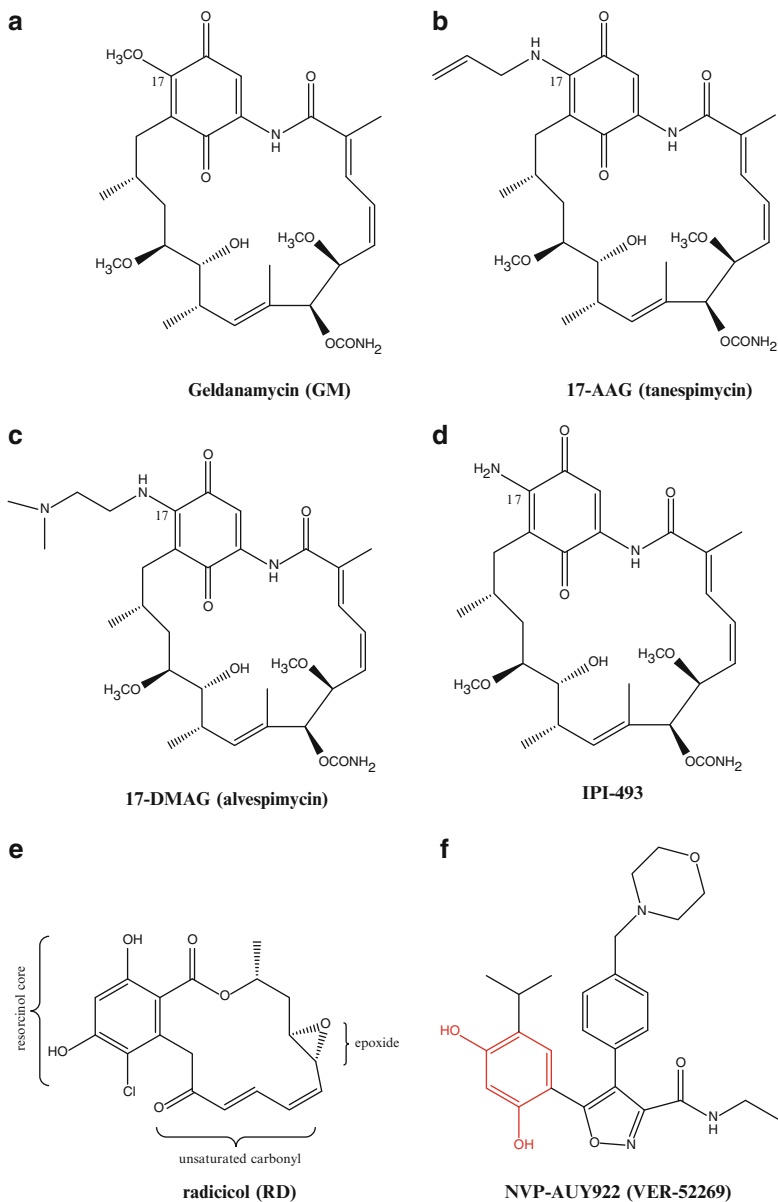 a
O
H₃CO
17
O
N
H
O
H₃CO
OH
H₃CO
OCONH₂
Geldanamycin (GM)
b
H
N
O
17
O
N
H
O
H₃CO
OH
H₃CO
OCONH₂
17-AAG (tanespimycin)
c
N
H
N
O
17
O
N
H
O
H₃CO
OH
H₃CO
OCONH₂
17-DMAG (alvespimycin)
d
H₂N
O
17
O
N
H
O
H₃CO
OH
H₃CO
OCONH₂
IPI-493
e
resorcinol core
OH
O
O
O
epoxide
HO
Cl
O
unsaturated carbonyl
radicicol (RD)
f
O
N
HO
O
N
H
O
N
OH
NVP-AUY922 (VER-52269)